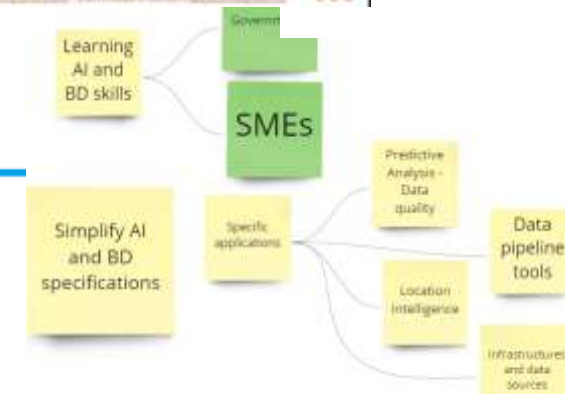 Learning
AI and
BD skills
SMEs
Simplify AI
and BD
specifications
Specific
applications
Predictive
Analysis -
Data
quality
Data
pipeline
tools
Location
Intelligence
Infrastructures
and data
sources